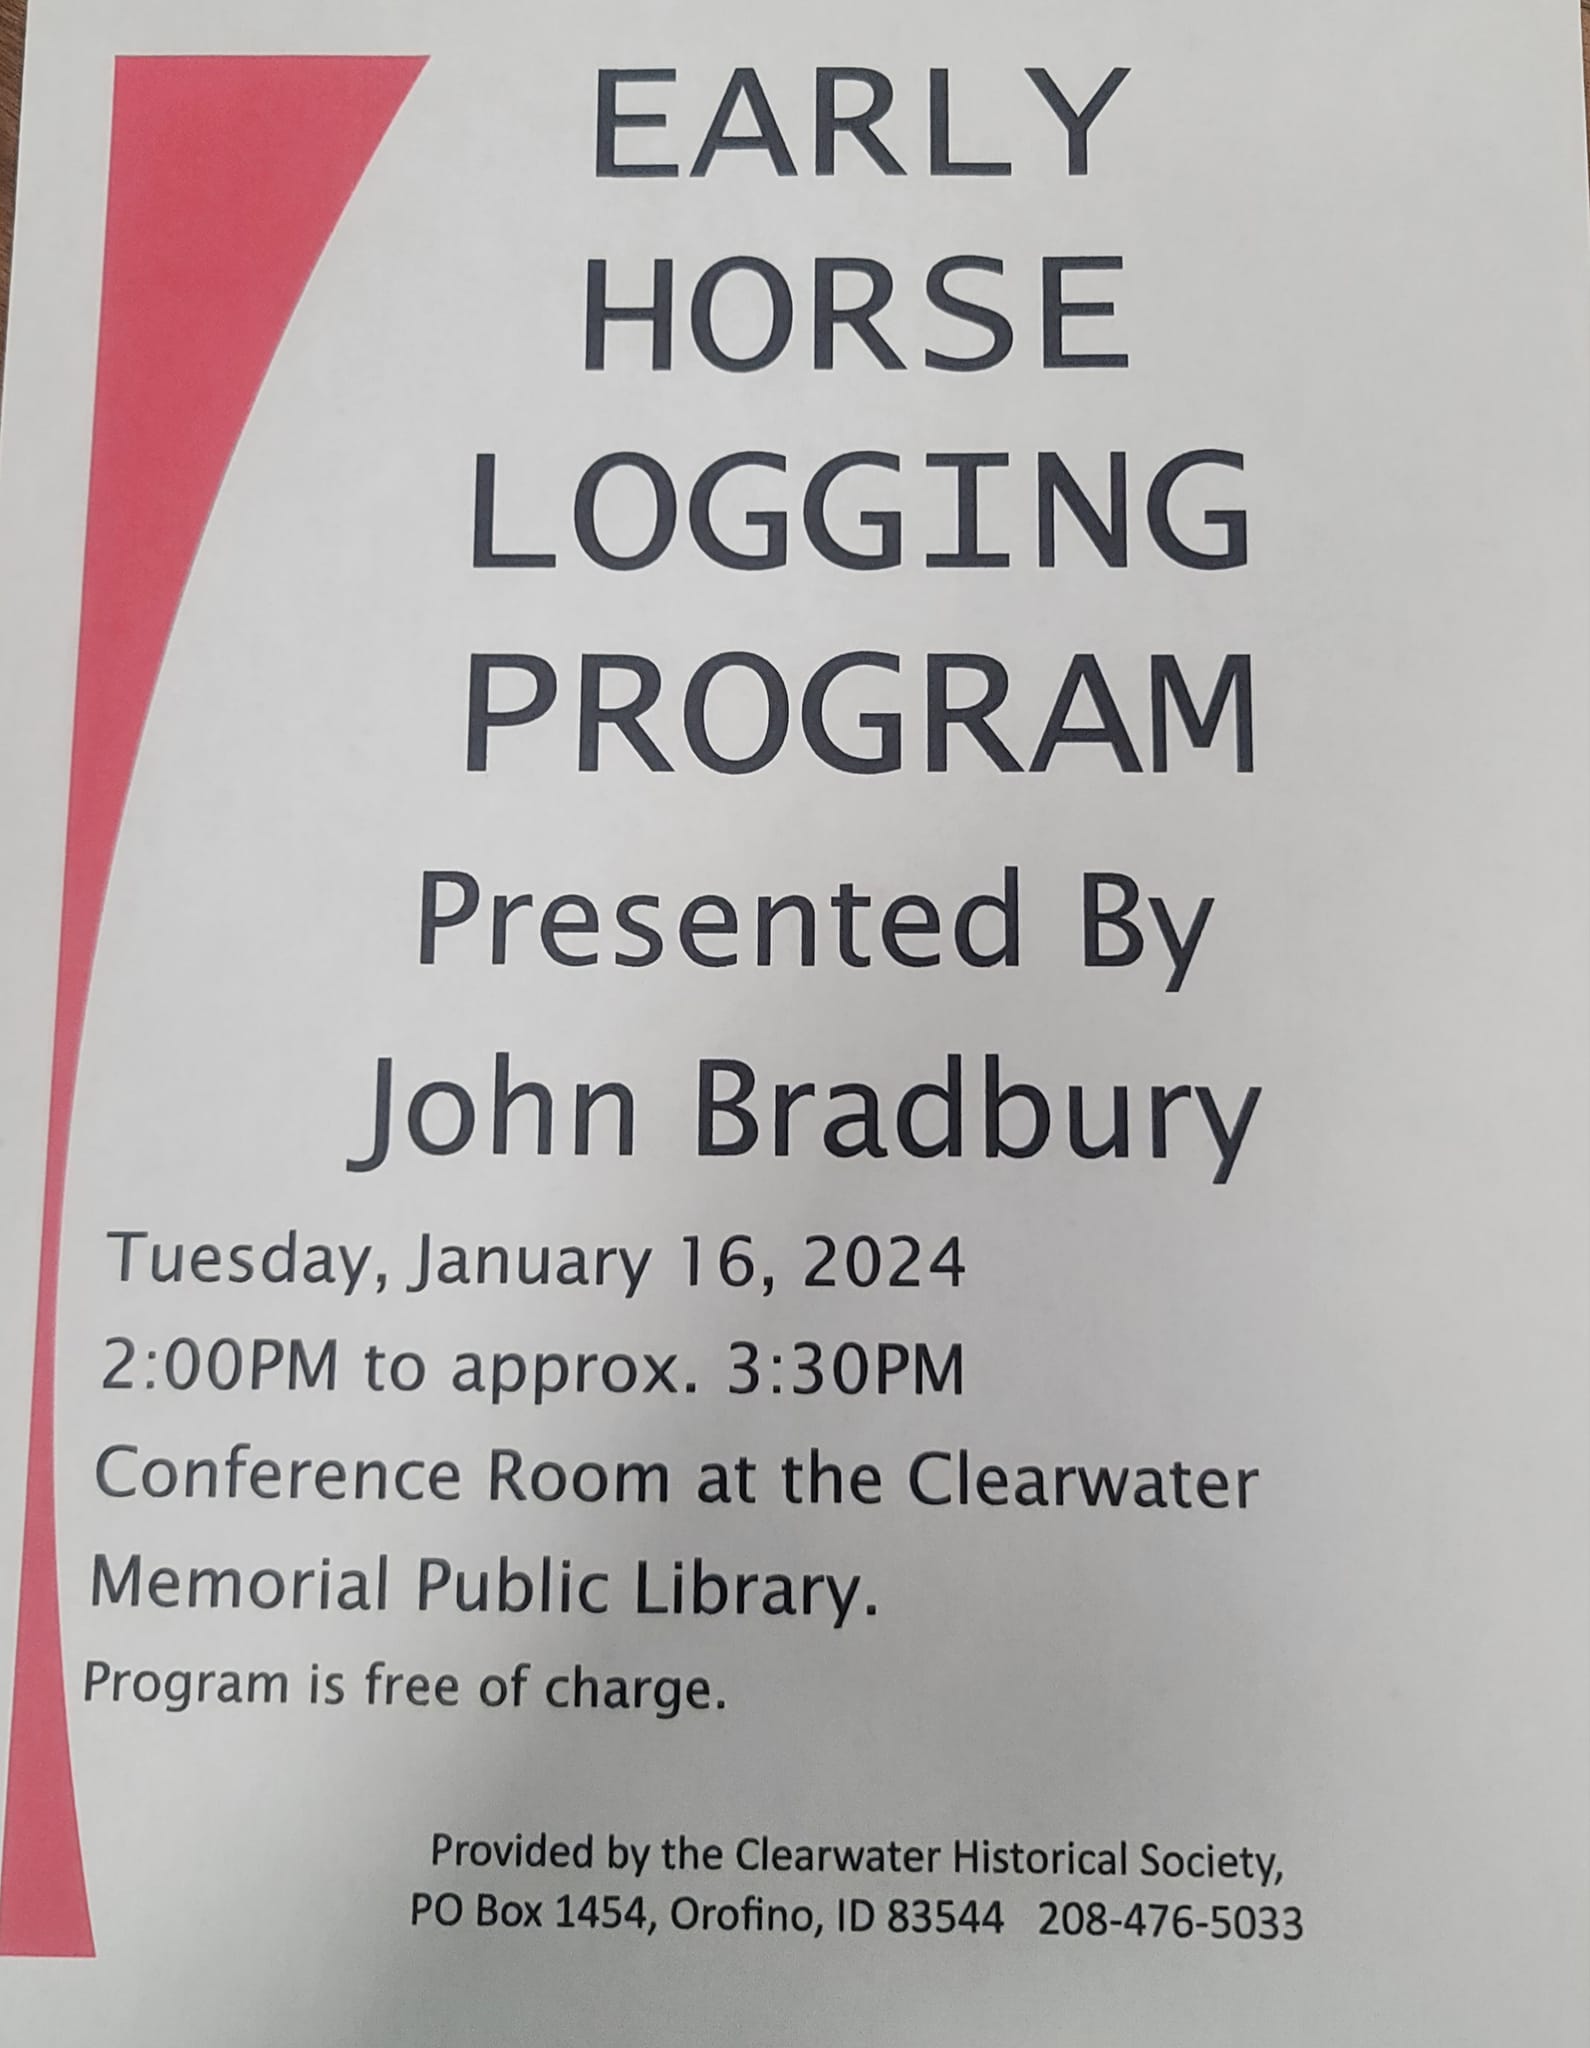 EARLY
HORSE
LOGGING
PROGRAM
Presented By
John Bradbury
Tuesday, January 16, 2024
2:00PM to approx. 3:30PM
Conference Room at the Clearwater
Memorial Public Library.
Program is free of charge.
Provided by the Clearwater Historical Society,
PO Box 1454, Orofino, ID 83544 208-476-5033